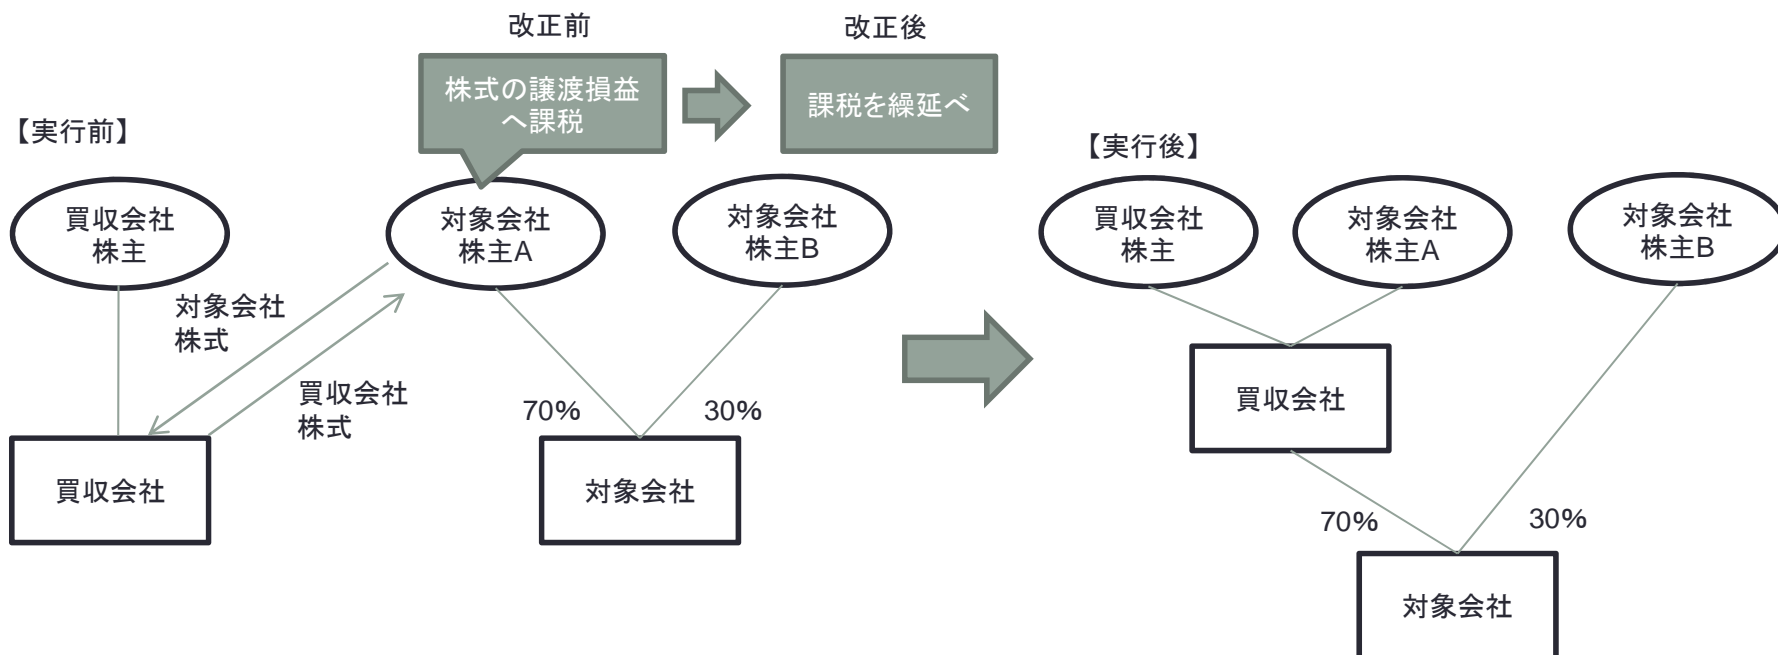 改正前
改正後
株式の譲渡損益
へ課税
課税を繰延べ
【実行前】
買収会社
株主
対象会社
株主A
対象会社
株主B
対象会社
株式
買収会社
株式
70%
30%
買収会社
対象会社
【実行後】
買収会社
株主
対象会社
株主A
対象会社
株主B
買収会社
70%
30%
対象会社